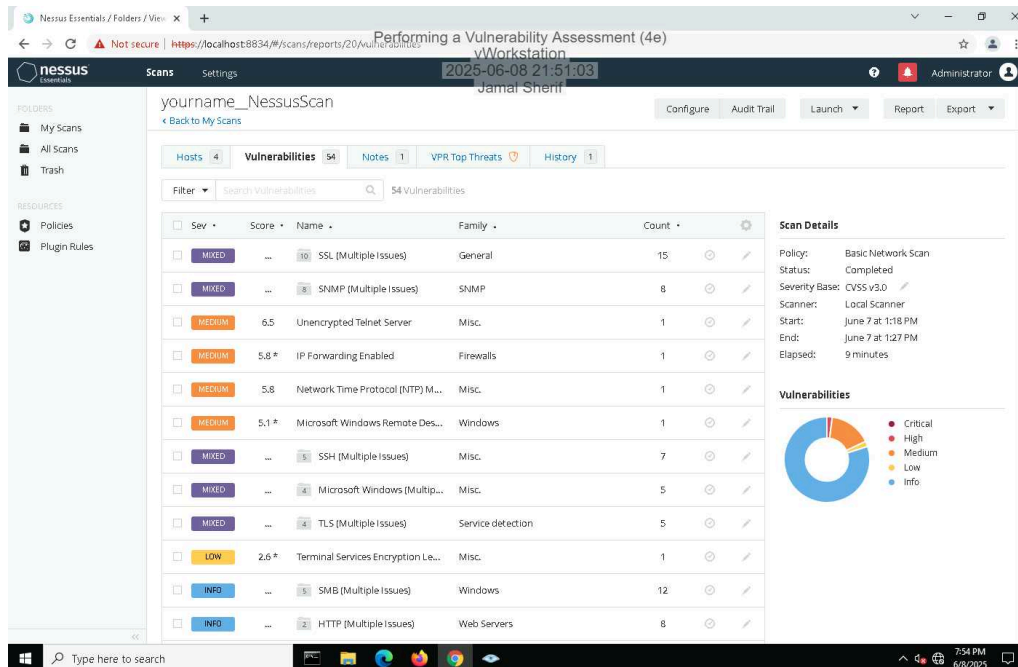 Nessus Essentials / Folders / View
Not secure | https://localhost:8834/#/scans/reports/20/vulnerabilities
Performing a Vulnerability Assessment (4e)
vWorkstation
2025-06-08 21:51:03
Jamal Sherif
nessus
Essentials
Scans Settings
Administrator
FOLDERS
My Scans
All Scans
Trash
RESOURCES
Policies
Plugin Rules
yourname_NessusScan
Back to My Scans
Configure Audit Trail Launch Report Export
Hosts 4 Vulnerabilities 54 Notes 1 VPR Top Threats History 1
Filter Search Vulnerabilities 54 Vulnerabilities
Sev Score Name Family Count
MIXED ... 10 SSL (Multiple Issues) General 15
MIXED ... 8 SNMP (Multiple Issues) SNMP 8
MEDIUM 6.5 Unencrypted Telnet Server Misc. 1
MEDIUM 5.8 * IP Forwarding Enabled Firewalls 1
MEDIUM 5.8 Network Time Protocol (NTP) M... Misc. 1
MEDIUM 5.1 * Microsoft Windows Remote Des... Windows 1
MIXED ... 5 SSH (Multiple Issues) Misc. 7
MIXED ... 4 Microsoft Windows (Multip... Misc. 5
MIXED ... 4 TLS (Multiple Issues) Service detection 5
LOW 2.6 * Terminal Services Encryption Le... Misc. 1
INFO ... 5 SMB (Multiple Issues) Windows 12
INFO ... 2 HTTP (Multiple Issues) Web Servers 8
Scan Details
Policy: Basic Network Scan
Status: Completed
Severity Base: CVSS v3.0
Scanner: Local Scanner
Start: June 7 at 1:18 PM
End: June 7 at 1:27 PM
Elapsed: 9 minutes
Vulnerabilities
Critical
High
Medium
Low
Info
Type here to search
7:54 PM
6/8/2025